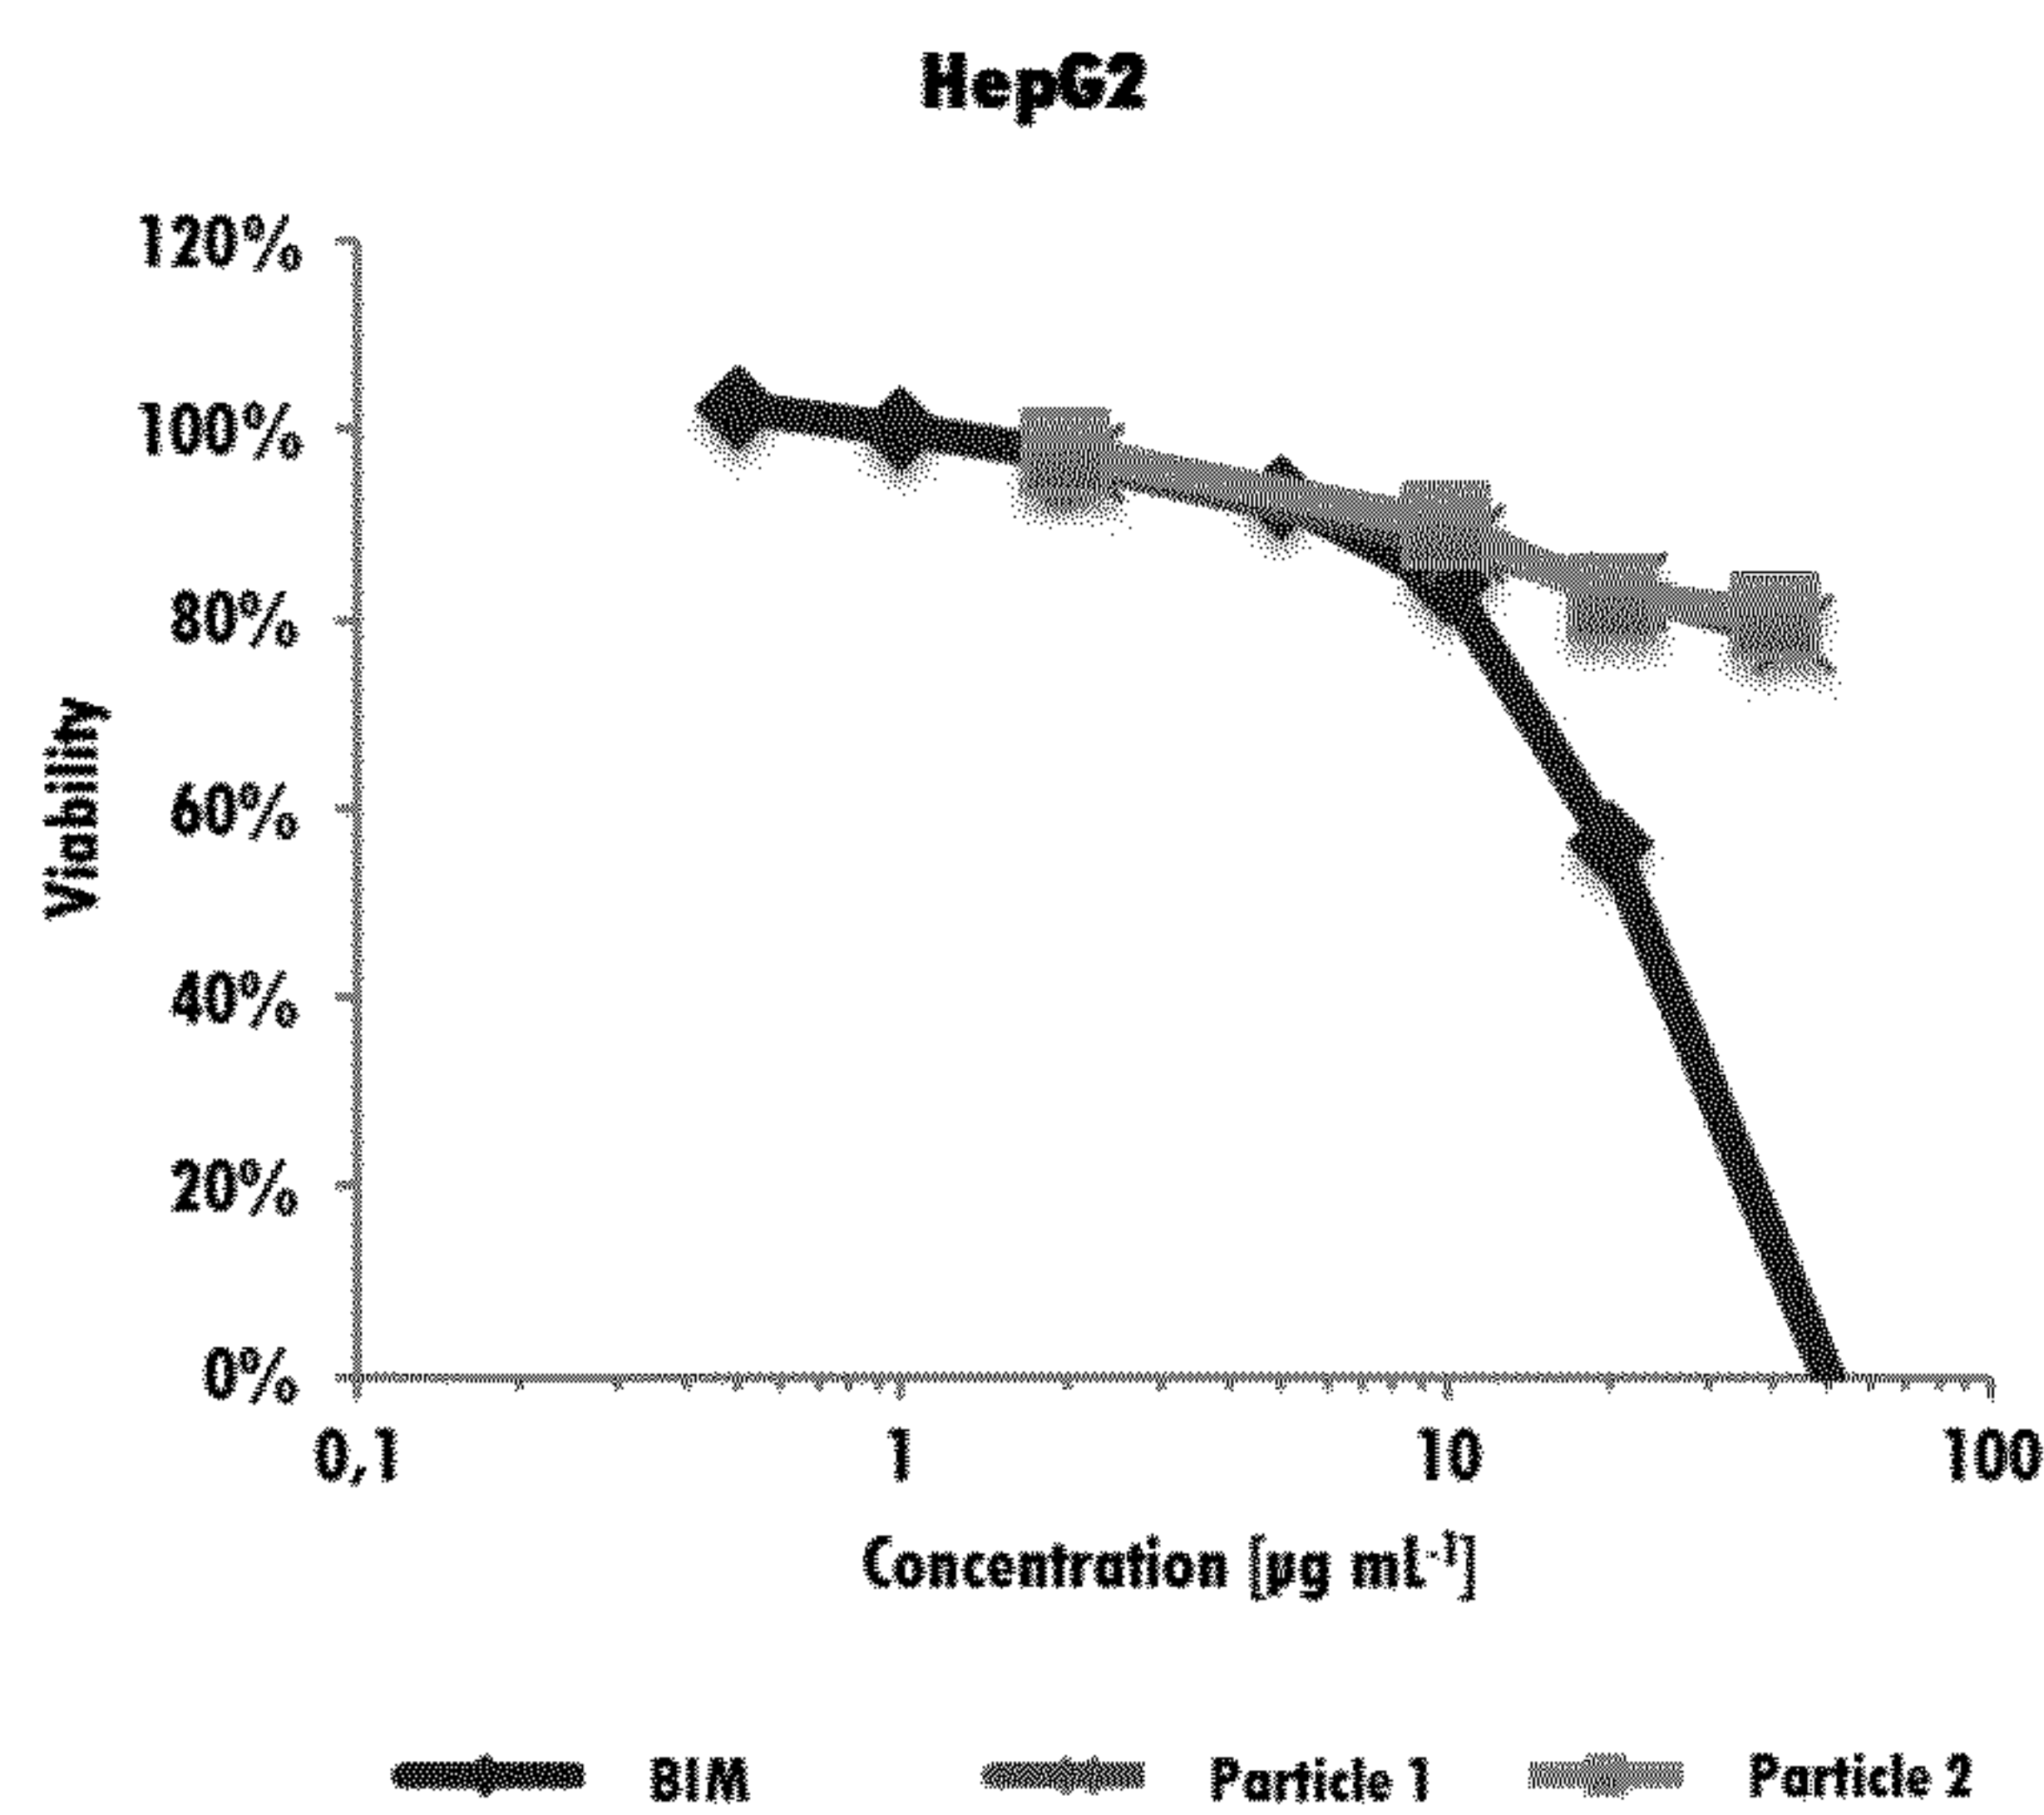 HepG2
120%
100%
80%
60%
40%
20%
0%
Viability
0,1 1 10 100
Concentration [µg mL⁻¹]
BIM Particle 1 Particle 2